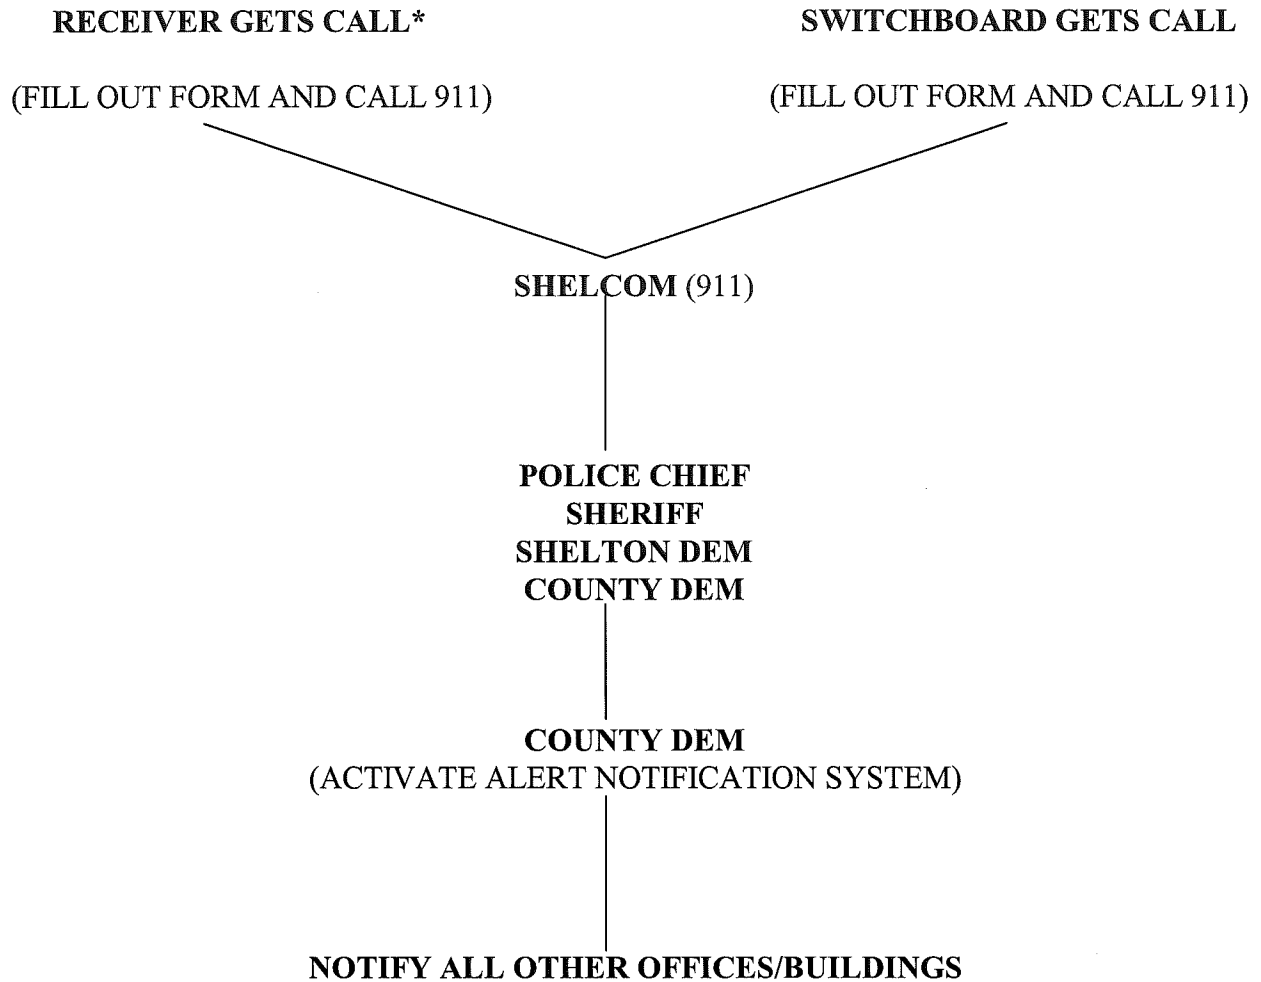 RECEIVER GETS CALL*
SWITCHBOARD GETS CALL
(FILL OUT FORM AND CALL 911)
(FILL OUT FORM AND CALL 911)
SHELCOM (911)
POLICE CHIEF
SHERIFF
SHELTON DEM
COUNTY DEM
COUNTY DEM
(ACTIVATE ALERT NOTIFICATION SYSTEM)
NOTIFY ALL OTHER OFFICES/BUILDINGS